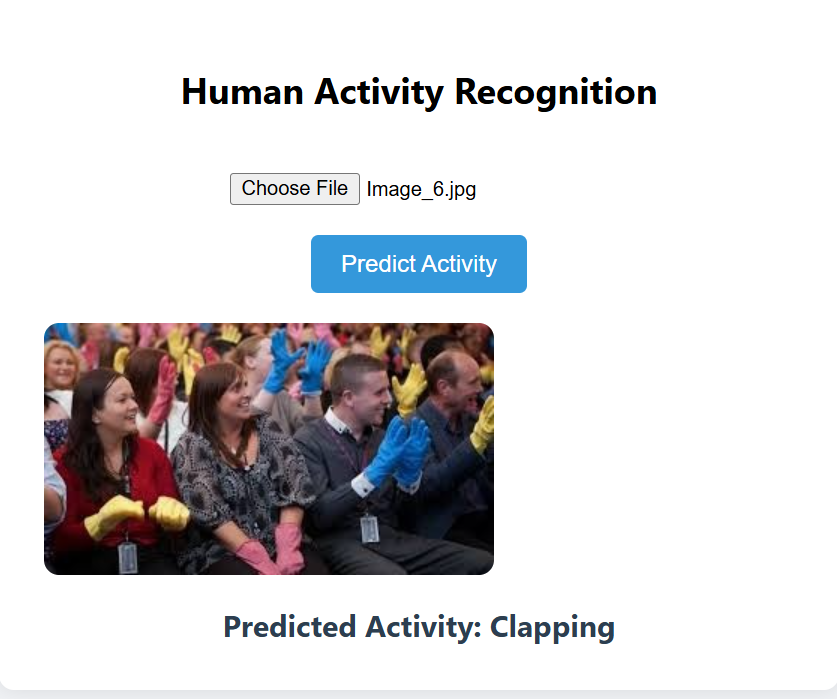 Human Activity Recognition
Choose File Image_6.jpg
Predict Activity
Predicted Activity: Clapping